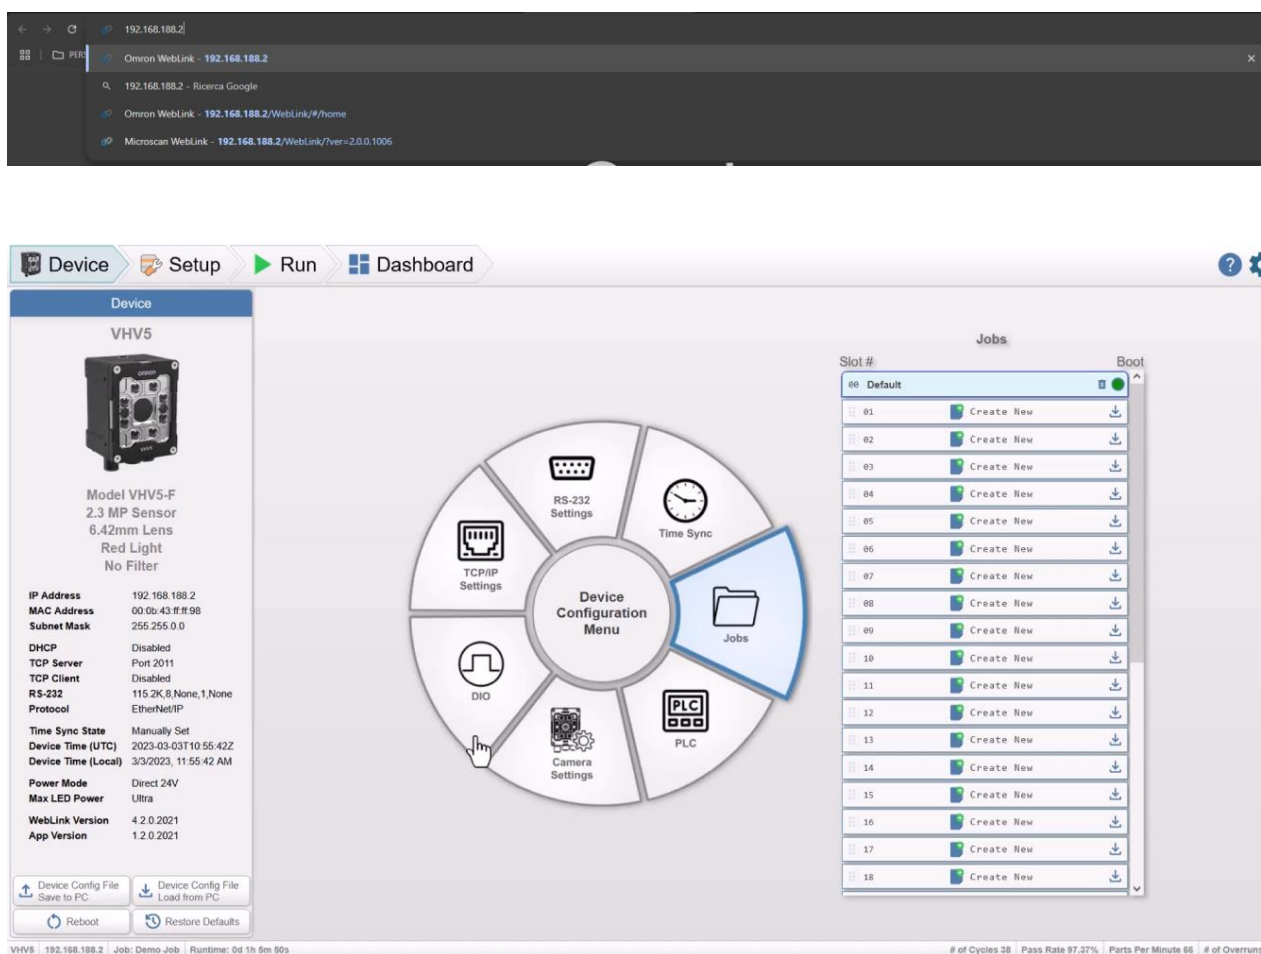 192.168.188.2
PERS
Omron WebLink - 192.168.188.2
192.168.188.2 - Ricerca Google
Omron WebLink - 192.168.188.2/WebLink/#/home
Microscan WebLink - 192.168.188.2/WebLink/?ver=2.0.0.1006
Device
Setup
Run
Dashboard
?
Device
VHV5
OMRON
VHV5
Model VHV5-F
2.3 MP Sensor
6.42mm Lens
Red Light
No Filter
IP Address 192.168.188.2
MAC Address 00:0b:43:ff:ff:98
Subnet Mask 255.255.0.0
DHCP Disabled
TCP Server Port 2011
TCP Client Disabled
RS-232 115.2K,8,None,1,None
Protocol EtherNet/IP
Time Sync State Manually Set
Device Time (UTC) 2023-03-03T10:55:42Z
Device Time (Local) 3/3/2023, 11:55:42 AM
Power Mode Direct 24V
Max LED Power Ultra
WebLink Version 4.2.0.2021
App Version 1.2.0.2021
Device Config File
Save to PC
Device Config File
Load from PC
Reboot
Restore Defaults
RS-232
Settings
Time Sync
TCP/IP
Settings
Device
Configuration
Menu
Jobs
DIO
PLC
PLC
Camera
Settings
Jobs
Slot # Boot
00 Default
01 Create New
02 Create New
03 Create New
04 Create New
05 Create New
06 Create New
07 Create New
08 Create New
09 Create New
10 Create New
11 Create New
12 Create New
13 Create New
14 Create New
15 Create New
16 Create New
17 Create New
18 Create New
VHV5 192.168.188.2 Job: Demo Job Runtime: 0d 1h 5m 50s # of Cycles 38 Pass Rate 97.37% Parts Per Minute 66 # of Overruns